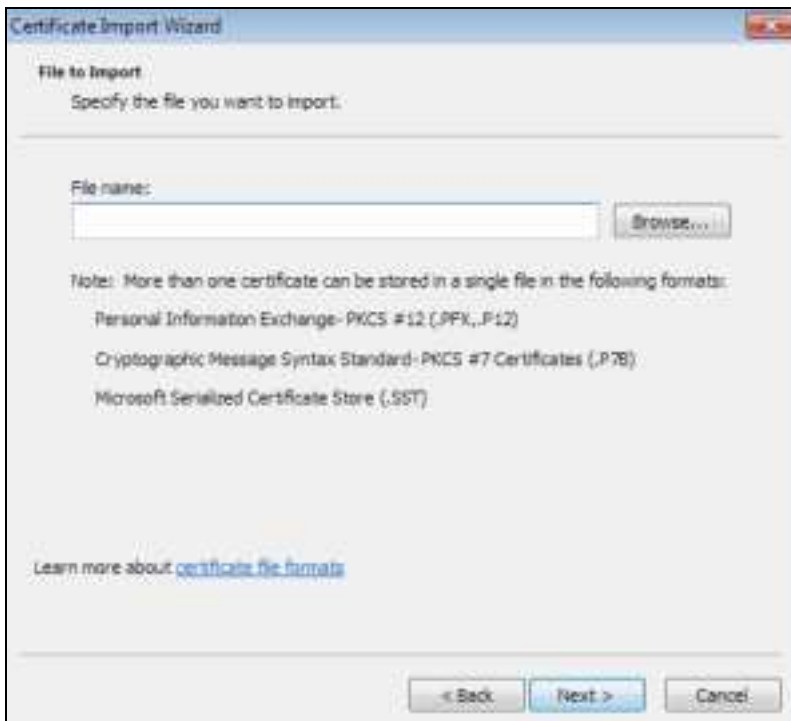 Certificate Import Wizard
File to Import
Specify the file you want to import.
File name:
Browse...
Note: More than one certificate can be stored in a single file in the following formats:
Personal Information Exchange- PKCS #12 (.PFX,.P12)
Cryptographic Message Syntax Standard- PKCS #7 Certificates (.P7B)
Microsoft Serialized Certificate Store (.SST)
Learn more about certificate file formats
< Back Next > Cancel